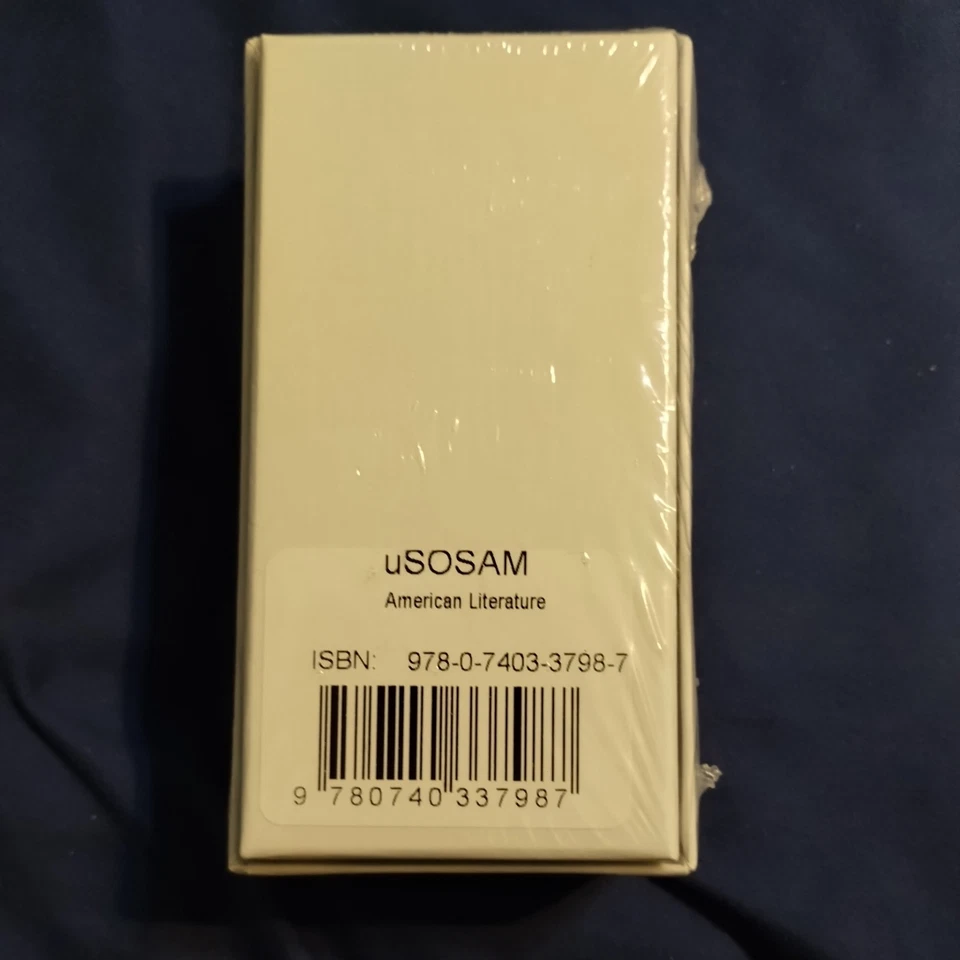 uSOSAM
American Literature
ISBN: 978-0-7403-3798-7
9 780740 337987